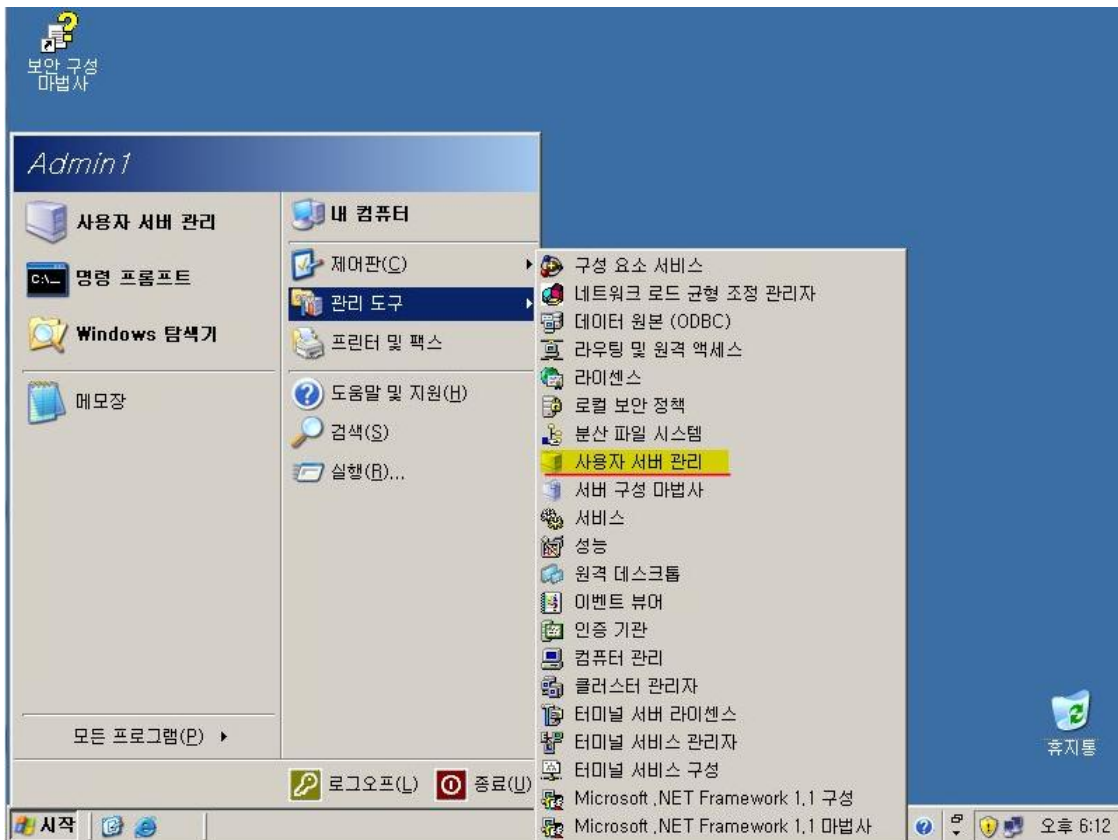 보안 구성
마법사
Admin1
사용자 서버 관리
명령 프롬프트
Windows 탐색기
메모장
모든 프로그램(P)
내 컴퓨터
제어판(C)
관리 도구
프린터 및 팩스
도움말 및 지원(H)
검색(S)
실행(R)...
로그오프(L)
종료(U)
구성 요소 서비스
네트워크 로드 균형 조정 관리자
데이터 원본 (ODBC)
라우팅 및 원격 액세스
라이센스
로컬 보안 정책
분산 파일 시스템
사용자 서버 관리
서버 구성 마법사
서비스
성능
원격 데스크톱
이벤트 뷰어
인증 기관
컴퓨터 관리
클러스터 관리자
터미널 서버 라이센스
터미널 서비스 관리자
터미널 서비스 구성
Microsoft .NET Framework 1.1 구성
Microsoft .NET Framework 1.1 마법사
휴지통
시작
오후 6:12